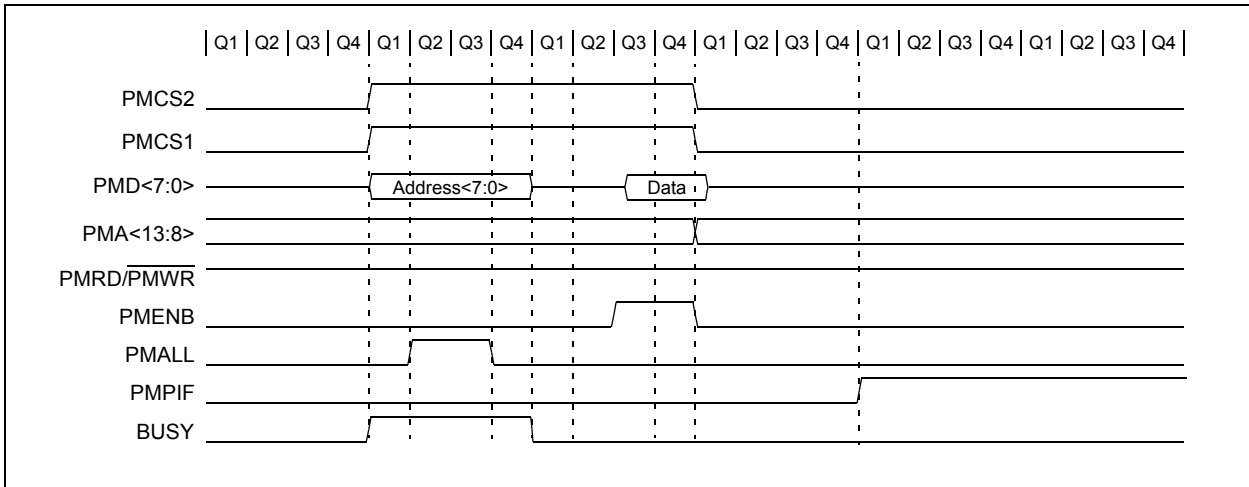 Q1 Q2 Q3 Q4 Q1 Q2 Q3 Q4 Q1 Q2 Q3 Q4 Q1 Q2 Q3 Q4 Q1 Q2 Q3 Q4 Q1 Q2 Q3 Q4
PMCS2
PMCS1
PMD<7:0> Address<7:0> Data
PMA<13:8>
PMRD/PMWR
PMENB
PMALL
PMPIF
BUSY